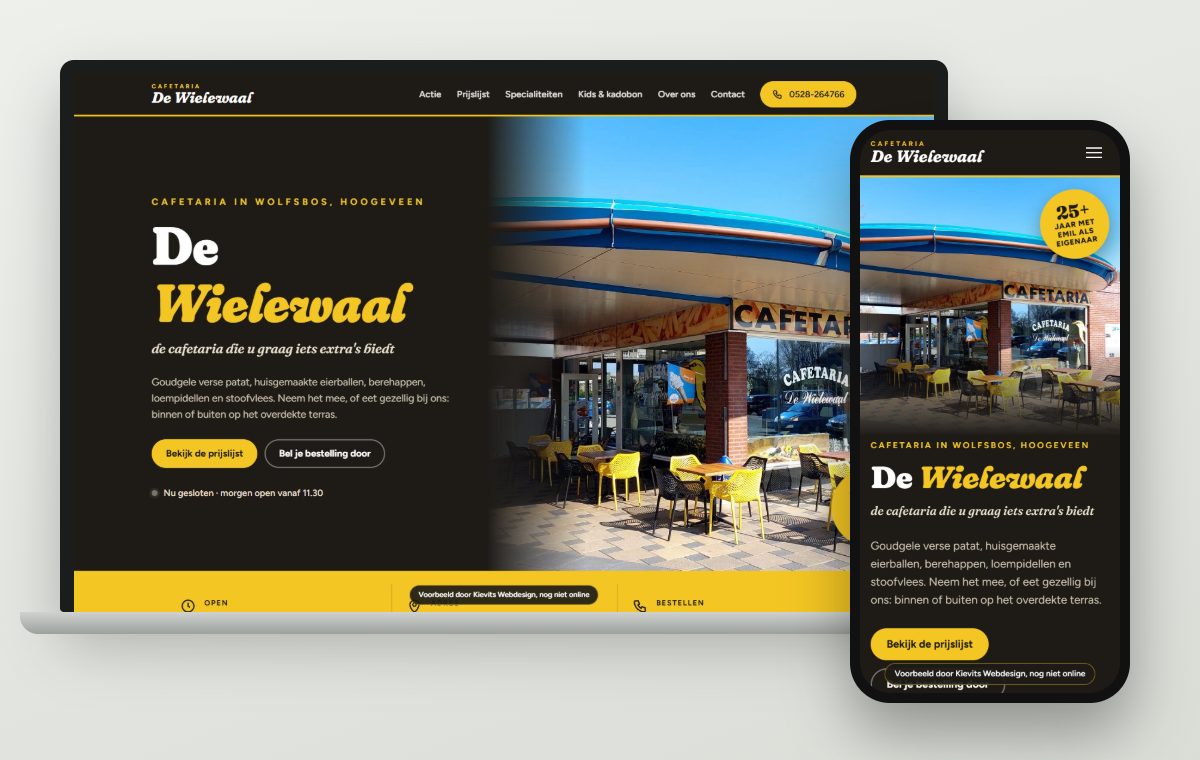 CAFETARIA
De Wielewaal
Actie Prijslijst Specialiteiten Kids & kadobon Over ons Contact 0528-264766
CAFETARIA IN WOLFSBOS, HOOGEVEEN
De
Wielewaal
de cafetaria die u graag iets extra's biedt
Goudgele verse patat, huisgemaakte eierballen, berehappen,
loempidellen en stoofvlees. Neem het mee, of eet gezellig bij ons:
binnen of buiten op het overdekte terras.
Bekijk de prijslijst Bel je bestelling door
Nu gesloten · morgen open vanaf 11.30
CAFETAR
CAFETARIA
De Wielewaal
Voorbeeld door Kievits Webdesign, nog niet online
OPEN
BESTELLEN
CAFETARIA
De Wielewaal
25+
JAAR MET
EMIL ALS
EIGENAAR
CAFETARIA
CAFETARIA
De Wielewaal
CAFETARIA IN WOLFSBOS, HOOGEVEEN
De Wielewaal
de cafetaria die u graag iets extra's biedt
Goudgele verse patat, huisgemaakte
eierballen, berehappen, loempidellen en
stoofvlees. Neem het mee, of eet gezellig bij
ons: binnen of buiten op het overdekte terras.
Bekijk de prijslijst
Voorbeeld door Kievits Webdesign, nog niet online
Bel je bestelling door